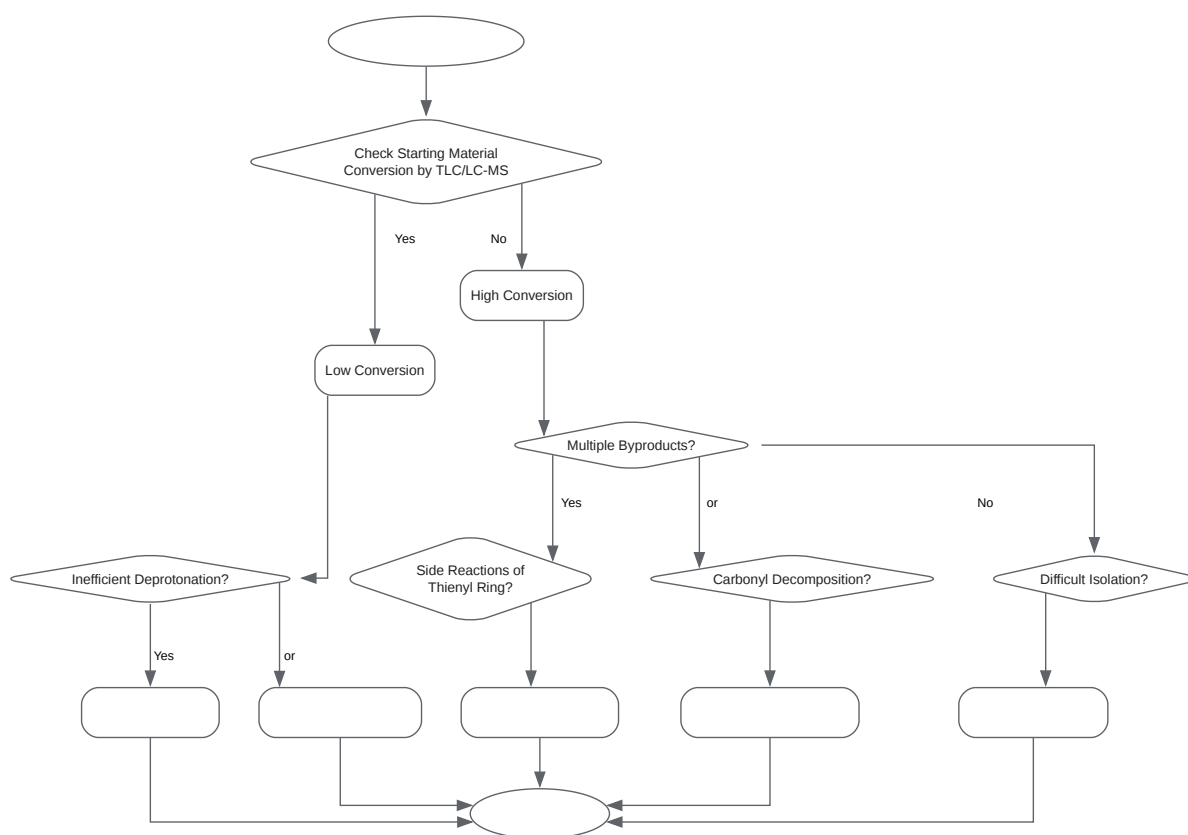 Check Starting Material
Conversion by TLC/LC-MS
Yes
No
High Conversion
Low Conversion
Multiple Byproducts?
Yes
or
No
Inefficient Deprotonation?
Side Reactions of
Thienyl Ring?
Carbonyl Decomposition?
Difficult Isolation?
Yes
or